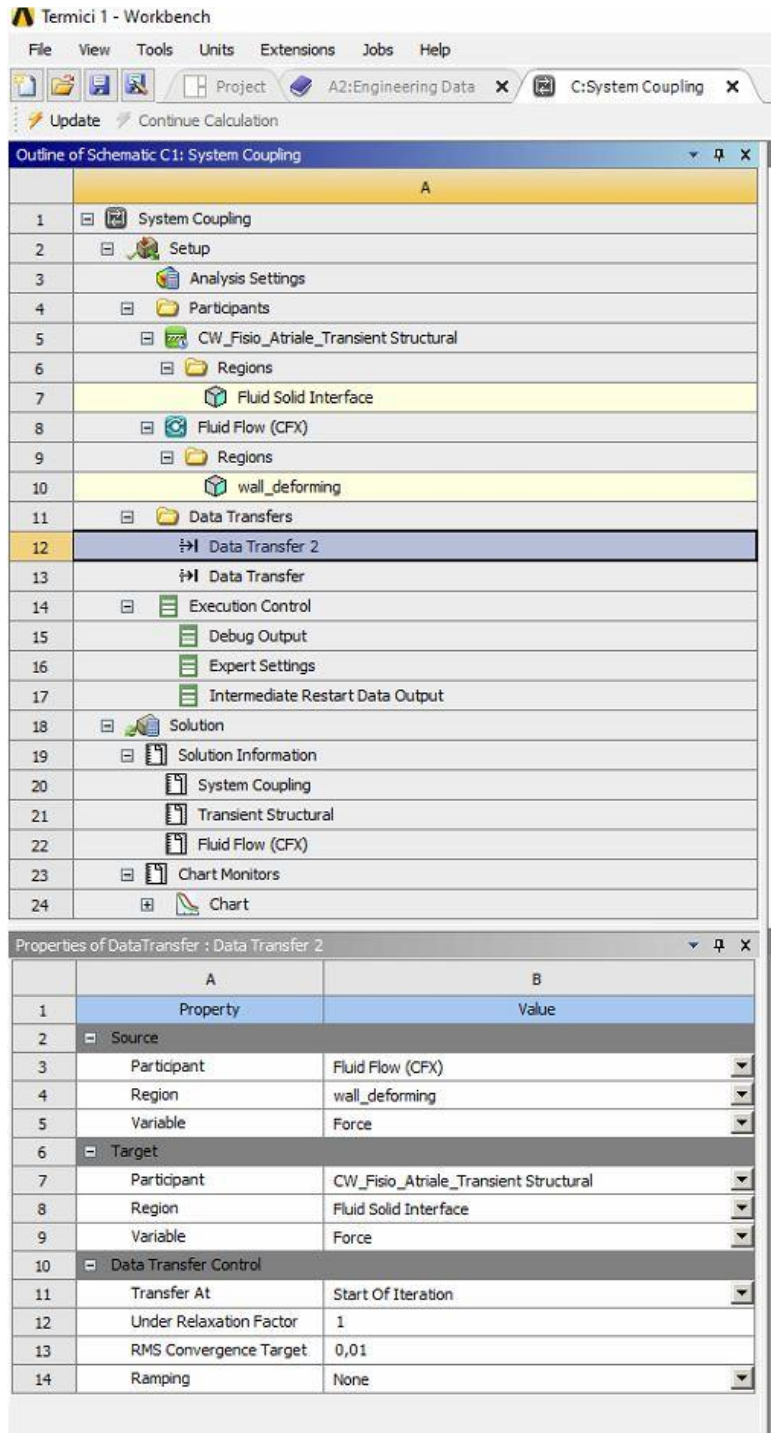 Termici 1 - Workbench
File View Tools Units Extensions Jobs Help
Project A2:Engineering Data C:System Coupling
Update Continue Calculation
Outline of Schematic C1: System Coupling
A
1 System Coupling
2 Setup
3 Analysis Settings
4 Participants
5 CW_Fisio_Atriale_Transient Structural
6 Regions
7 Fluid Solid Interface
8 Fluid Flow (CFX)
9 Regions
10 wall_deforming
11 Data Transfers
12 Data Transfer 2
13 Data Transfer
14 Execution Control
15 Debug Output
16 Expert Settings
17 Intermediate Restart Data Output
18 Solution
19 Solution Information
20 System Coupling
21 Transient Structural
22 Fluid Flow (CFX)
23 Chart Monitors
24 Chart
Properties of DataTransfer : Data Transfer 2
A B
1 Property Value
2 Source
3 Participant Fluid Flow (CFX)
4 Region wall_deforming
5 Variable Force
6 Target
7 Participant CW_Fisio_Atriale_Transient Structural
8 Region Fluid Solid Interface
9 Variable Force
10 Data Transfer Control
11 Transfer At Start Of Iteration
12 Under Relaxation Factor 1
13 RMS Convergence Target 0,01
14 Ramping None